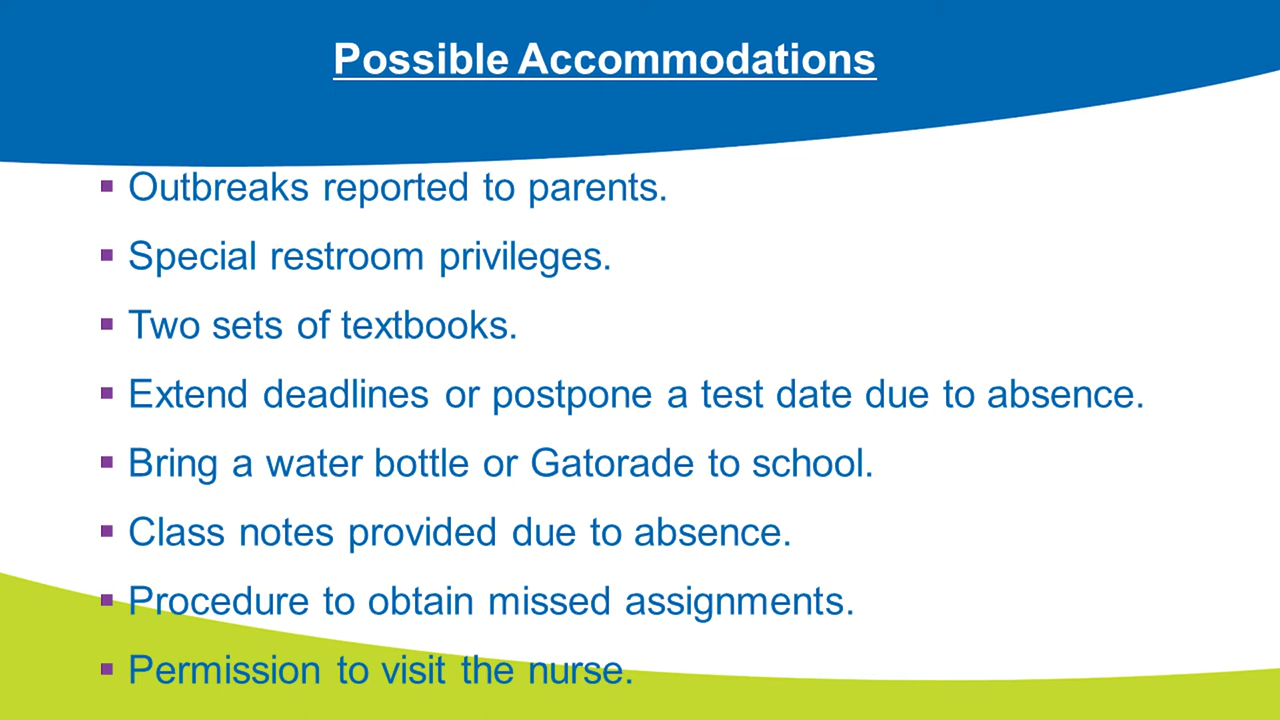 Possible Accommodations
▪ Outbreaks reported to parents.
▪ Special restroom privileges.
▪ Two sets of textbooks.
▪ Extend deadlines or postpone a test date due to absence.
▪ Bring a water bottle or Gatorade to school.
▪ Class notes provided due to absence.
▪ Procedure to obtain missed assignments.
▪ Permission to visit the nurse.